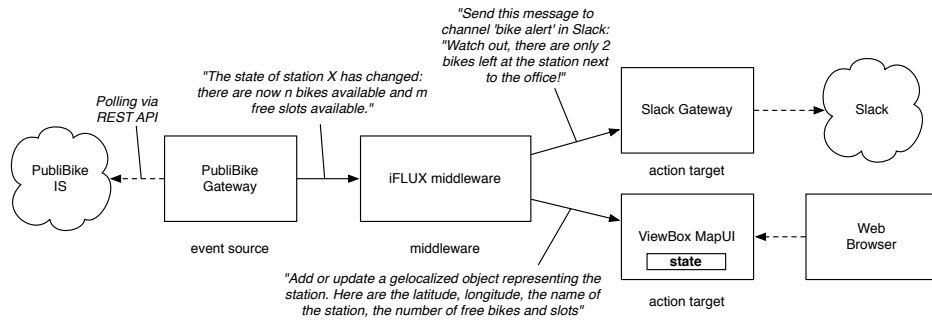 "Send this message to
channel 'bike alert' in Slack:
"Watch out, there are only 2
bikes left at the station next
to the office!"
"The state of station X has changed:
there are now n bikes available and m
free slots available."
Polling via
REST API
PubliBike
IS
PubliBike
Gateway
event source
iFLUX middleware
middleware
Slack Gateway
action target
Slack
ViewBox MapUI
state
action target
Web
Browser
"Add or update a gelocalized object representing the
station. Here are the latitude, longitude, the name of
the station, the number of free bikes and slots"